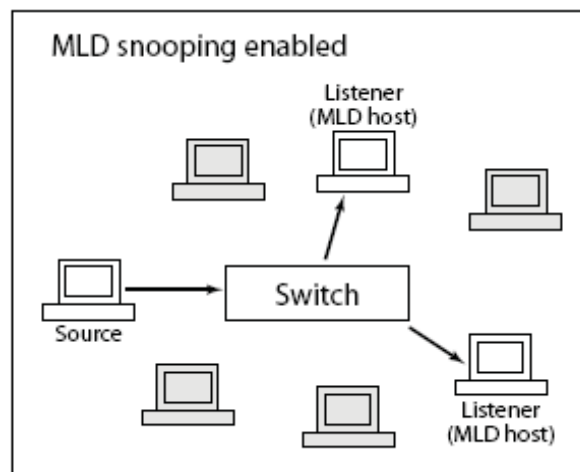 MLD snooping enabled
Listener
(MLD host)
Switch
Source
Listener
(MLD host)